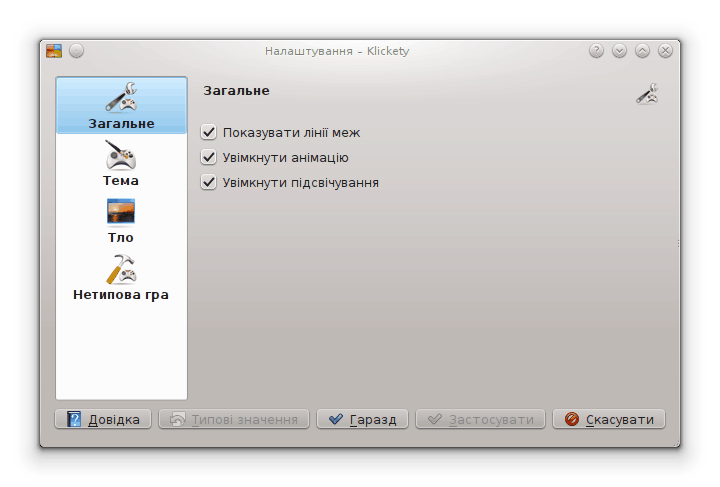 Налаштування – Klickety
Загальне
Тема
Тло
Нетипова гра
Загальне
Показувати лінії меж
Увімкнути анімацію
Увімкнути підсвічування
Довідка
Типові значення
Гаразд
Застосувати
Скасувати